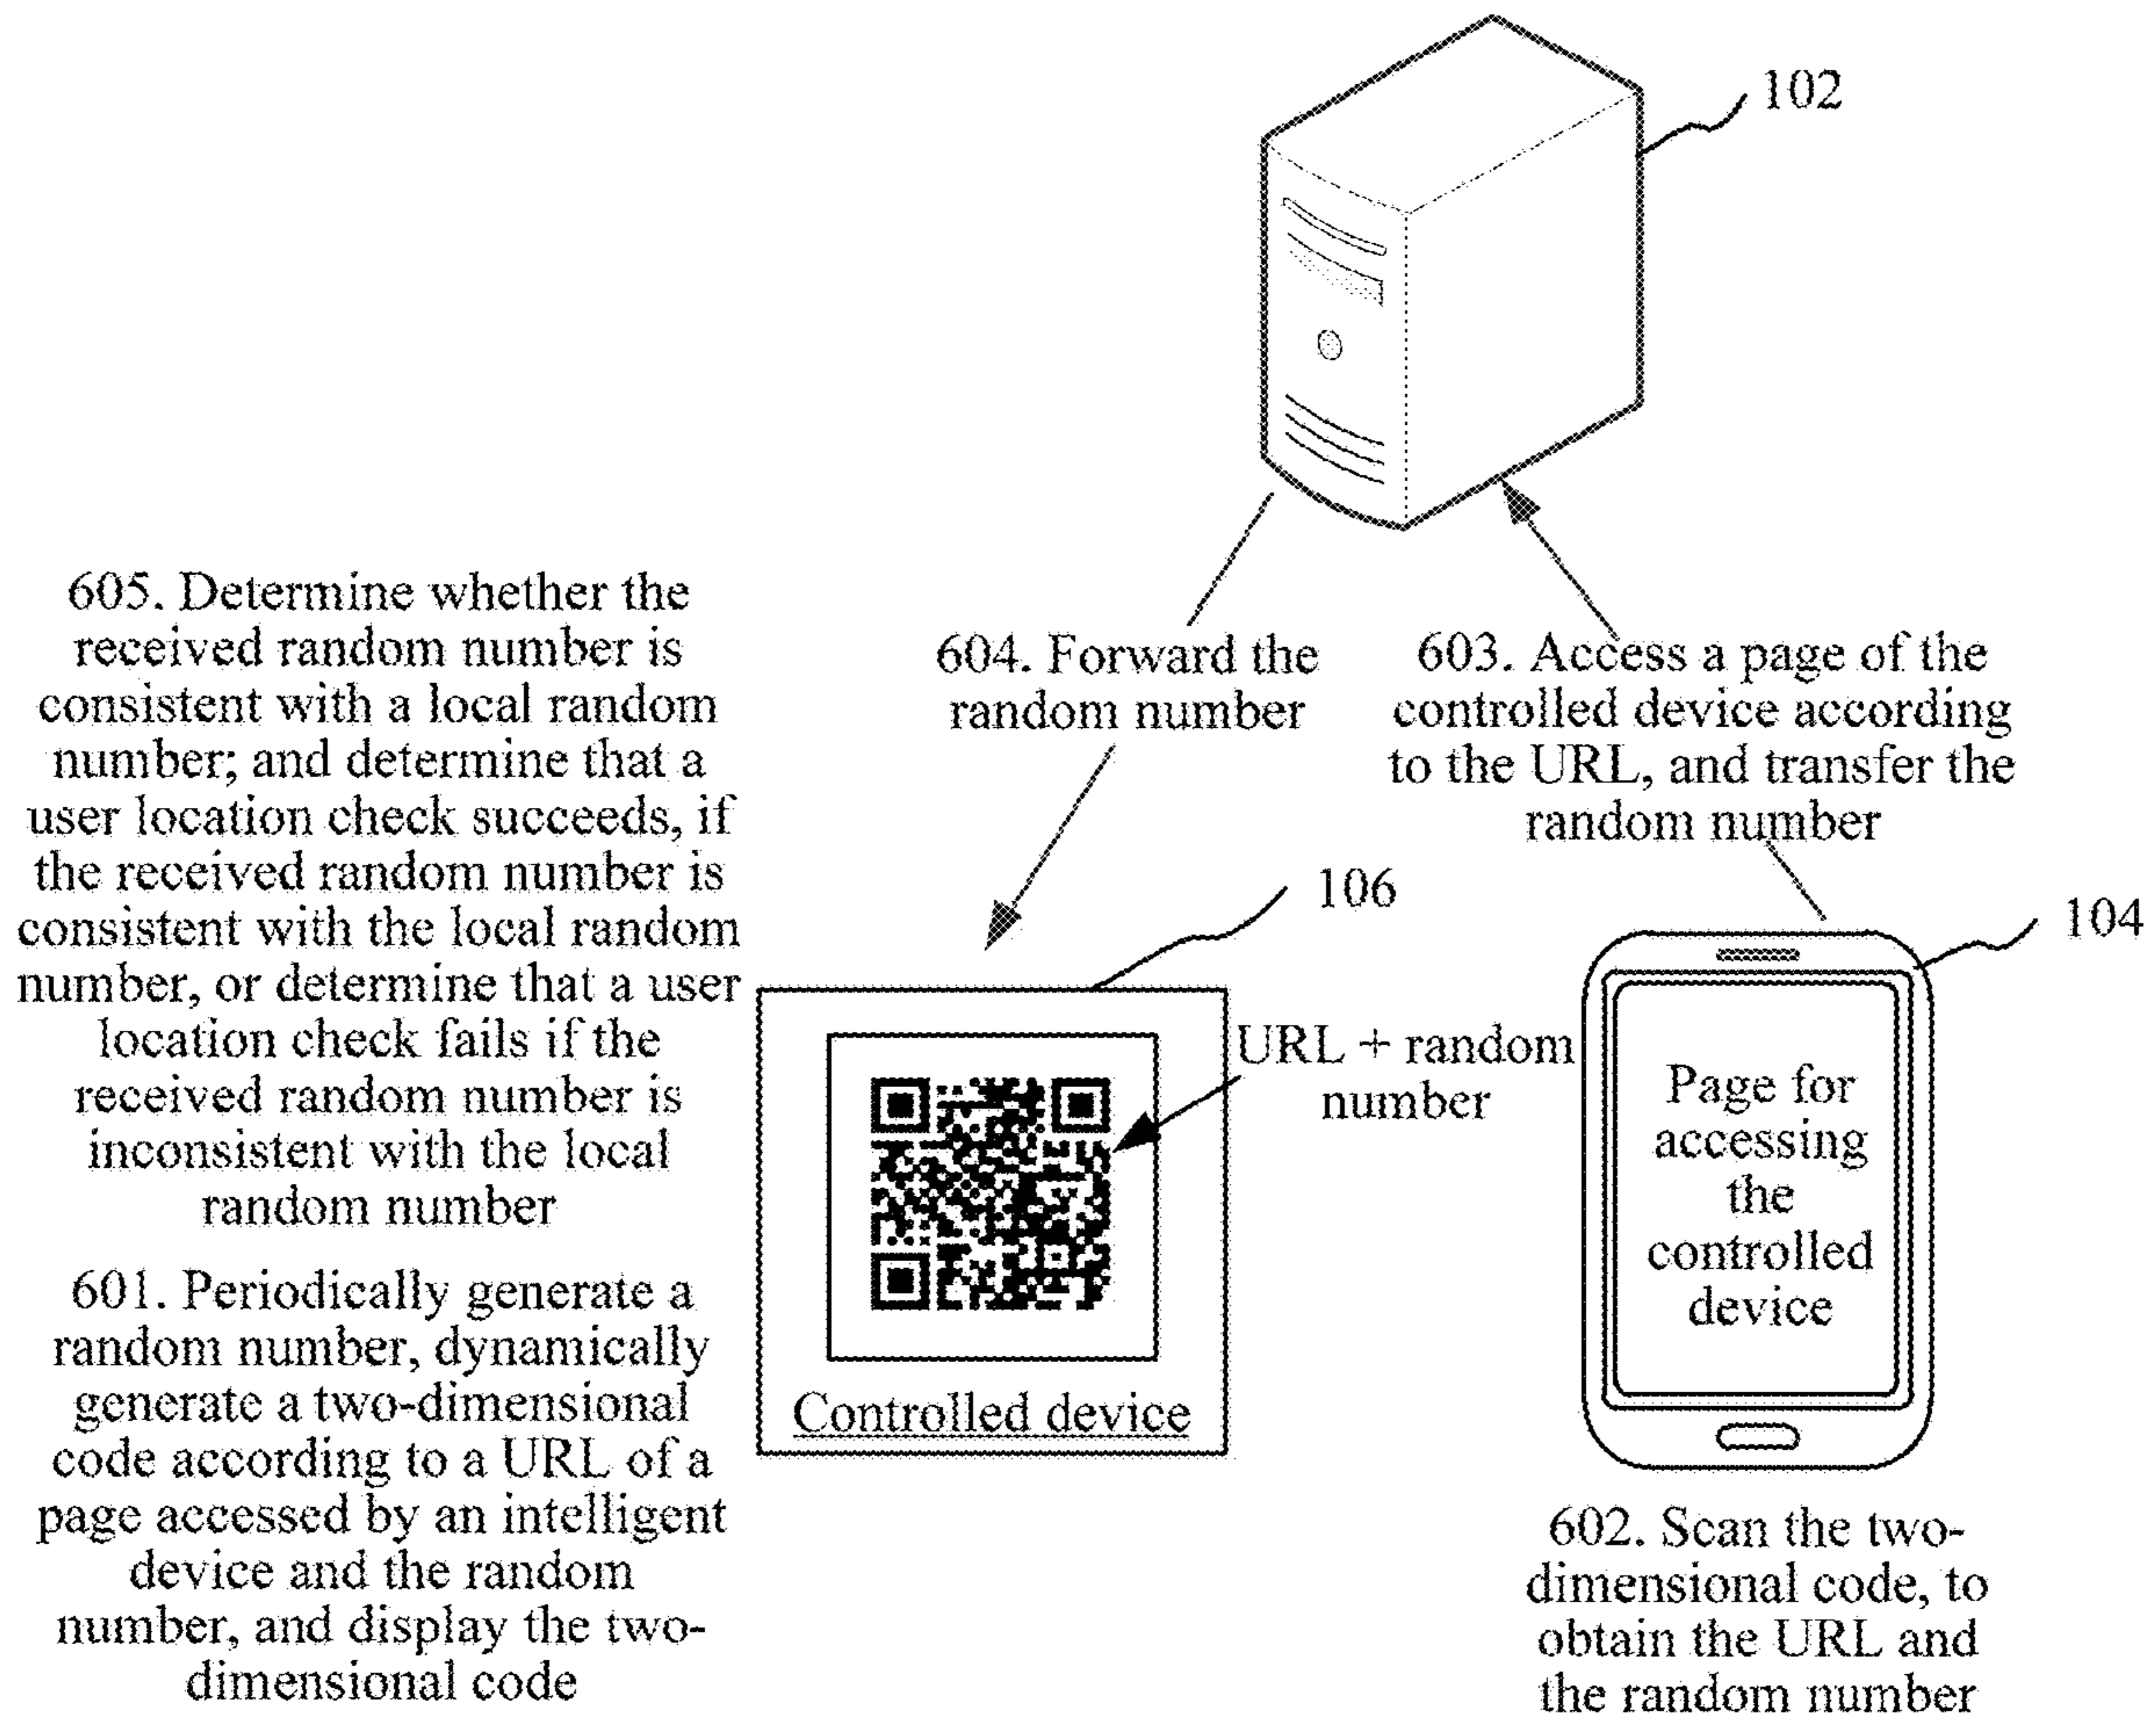 102
605. Determine whether the
received random number is
consistent with a local random
number; and determine that a
user location check succeeds, if
the received random number is
consistent with the local random
number, or determine that a user
location check fails if the
received random number is
inconsistent with the local
random number
601. Periodically generate a
random number, dynamically
generate a two-dimensional
code according to a URL of a
page accessed by an intelligent
device and the random
number, and display the two-
dimensional code
604. Forward the
random number
603. Access a page of the
controlled device according
to the URL, and transfer the
random number
106
104
URL + random
number
Controlled device
Page for
accessing
the
controlled
device
602. Scan the two-
dimensional code, to
obtain the URL and
the random number